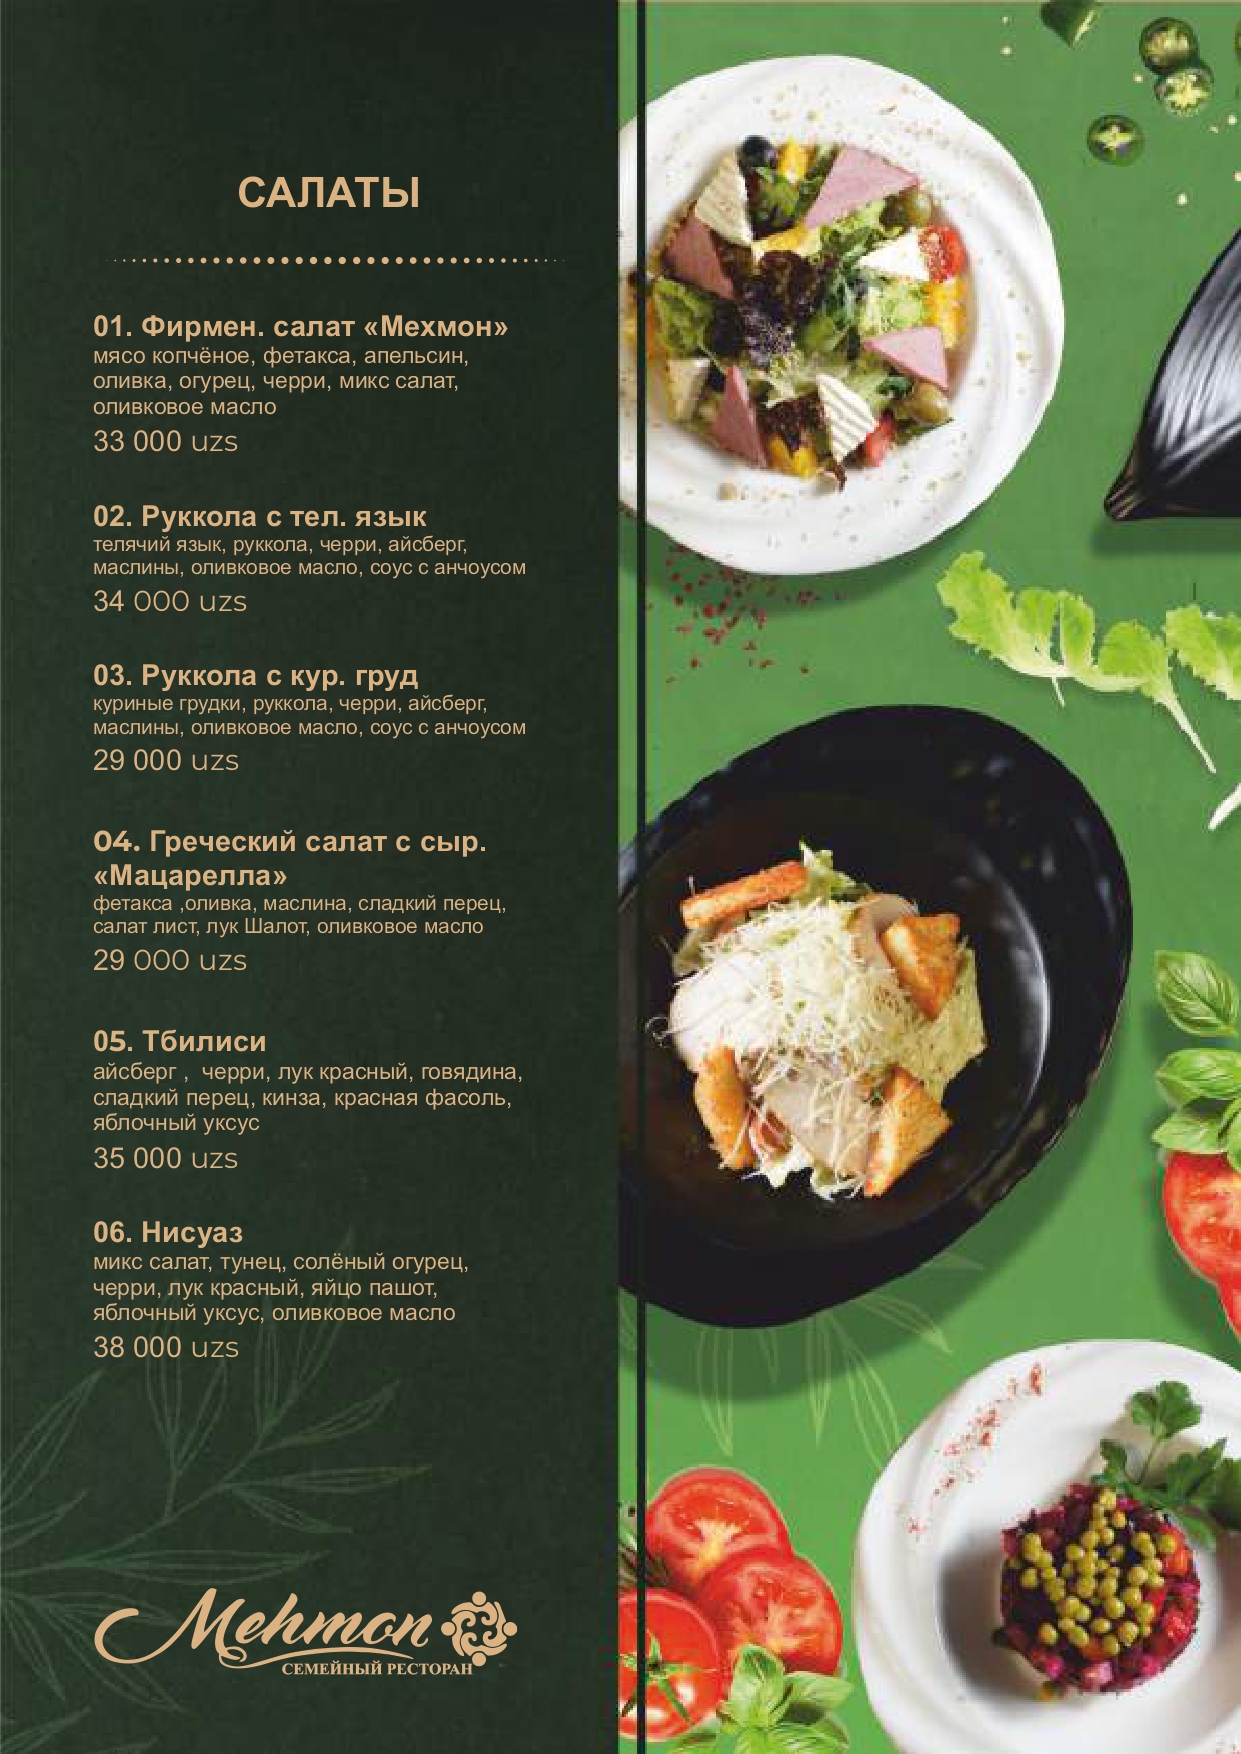 САЛАТЫ
01. Фирмен. салат «Мехмон»
мясо копчёное, фетакса, апельсин,
оливка, огурец, черри, микс салат,
оливковое масло
33 000 uzs
02. Руккола с тел. язык
телячий язык, руккола, черри, айсберг,
маслины, оливковое масло, соус с анчоусом
34 000 uzs
03. Руккола с кур. груд
куриные грудки, руккола, черри, айсберг,
маслины, оливковое масло, соус с анчоусом
29 000 uzs
04. Греческий салат с сыр.
«Мацарелла»
фетакса ,оливка, маслина, сладкий перец,
салат лист, лук Шалот, оливковое масло
29 000 uzs
05. Тбилиси
айсберг ,  черри, лук красный, говядина,
сладкий перец, кинза, красная фасоль,
яблочный уксус
35 000 uzs
06. Нисуаз
микс салат, тунец, солёный огурец,
черри, лук красный, яйцо пашот,
яблочный уксус, оливковое масло
38 000 uzs
Mehmon
СЕМЕЙНЫЙ РЕСТОРАН